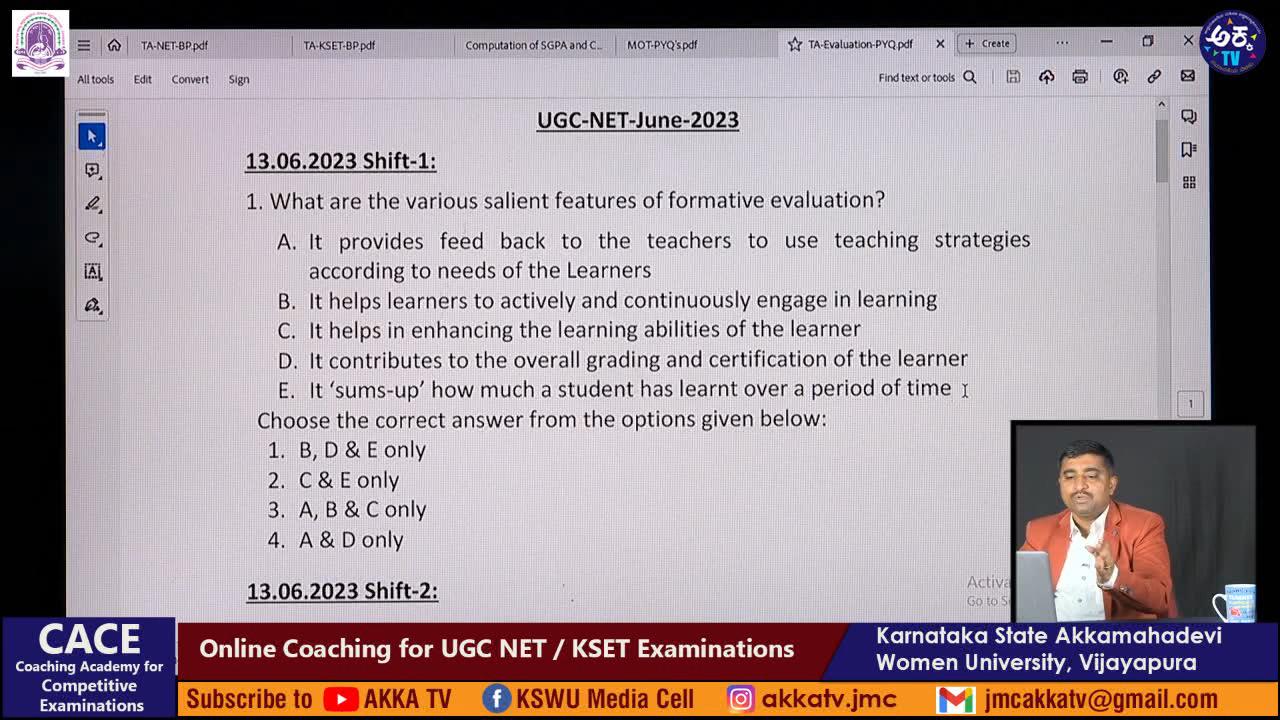 TA-NET-BP.pdf
TA-KSET-BP.pdf
Computation of SGPA and C...
MOT-PYQ's.pdf
TA-Evaluation-PYQ.pdf
Create
All tools
Edit
Convert
Sign
Find text or tools
UGC-NET-June-2023
13.06.2023 Shift-1:
1. What are the various salient features of formative evaluation?
A. It provides feed back to the teachers to use teaching strategies
according to needs of the Learners
B. It helps learners to actively and continuously engage in learning
C. It helps in enhancing the learning abilities of the learner
D. It contributes to the overall grading and certification of the learner
E. It ‘sums-up’ how much a student has learnt over a period of time
1
Choose the correct answer from the options given below:
1. B, D & E only
2. C & E only
3. A, B & C only
4. A & D only
13.06.2023 Shift-2:
Activa
Go to S
ಅಕ್ಕ
TV
CACE
Coaching Academy for
Competitive
Examinations
Online Coaching for UGC NET / KSET Examinations
Karnataka State Akkamahadevi
Women University, Vijayapura
Subscribe to
AKKA TV
KSWU Media Cell
akkatv.jmc
jmcakkatv@gmail.com